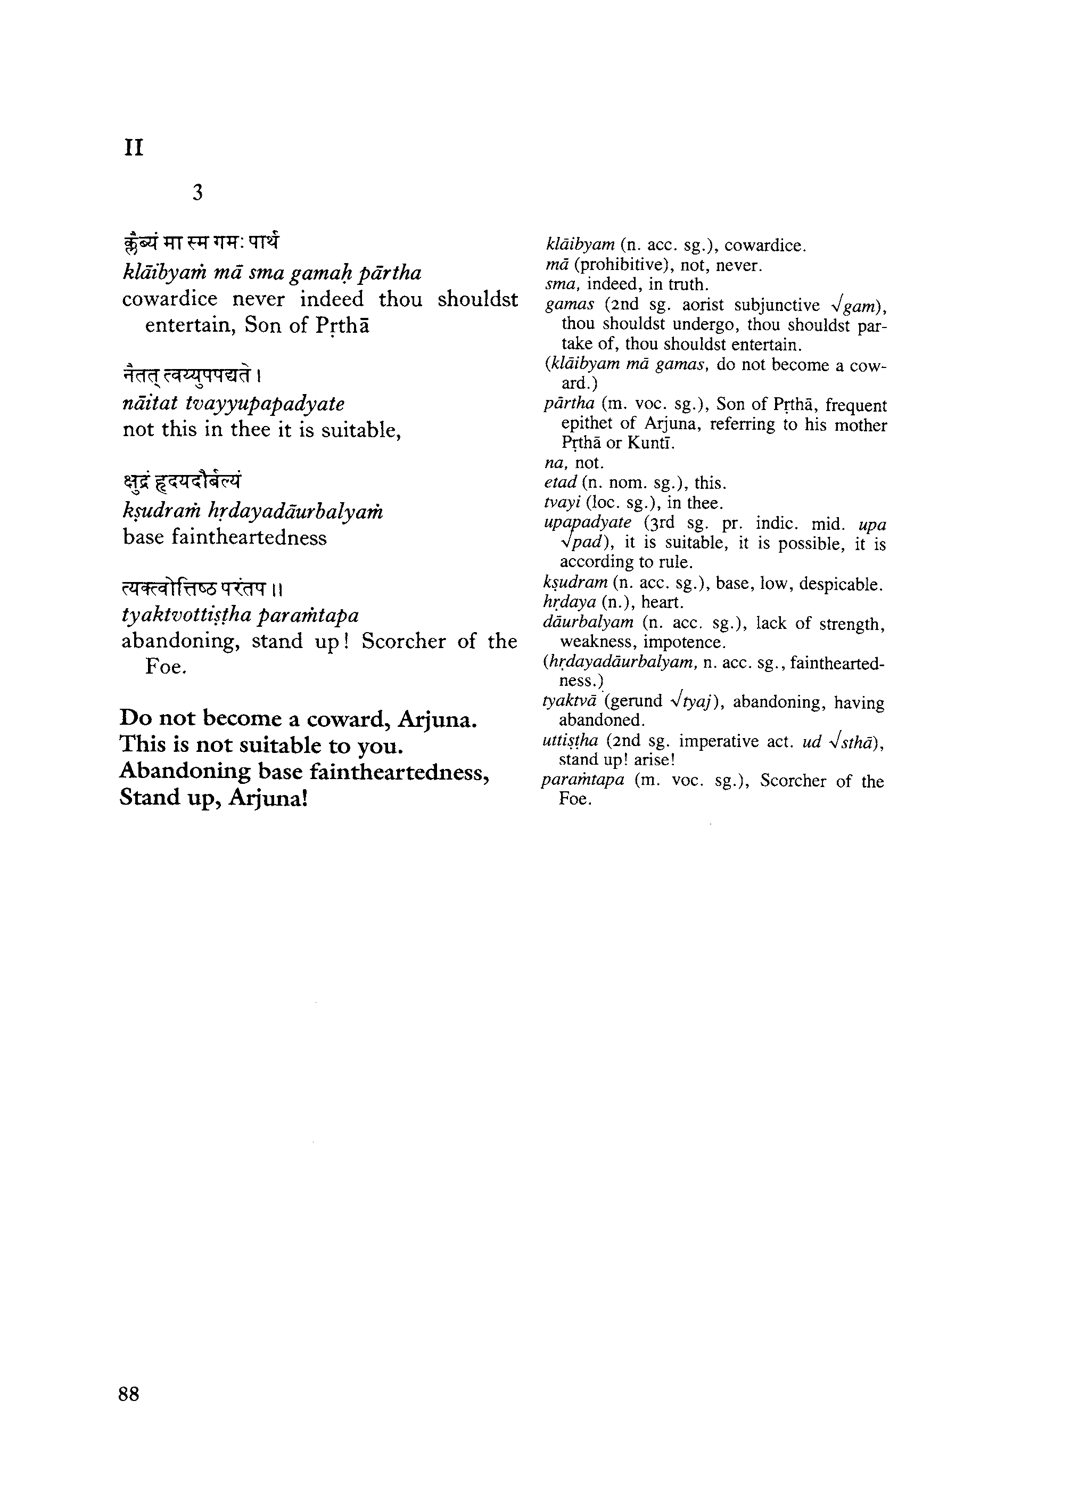 II
3
क्लैब्यं मा स्म गमः पार्थ
klāibyaṁ mā sma gamaḥ pārtha
cowardice never indeed thou shouldst
entertain, Son of Pṛthā
नैतत् त्वय्युपपद्यते ।
nāitat tvayyupapadyate
not this in thee it is suitable,
क्षुद्रं हृदयदौर्बल्यं
kṣudraṁ hṛdayadāurbalyaṁ
base faintheartedness
त्यक्त्वोत्तिष्ठ परंतप ॥
tyaktvottiṣṭha paraṁtapa
abandoning, stand up! Scorcher of the
Foe.
Do not become a coward, Arjuna.
This is not suitable to you.
Abandoning base faintheartedness,
Stand up, Arjuna!
klāibyam (n. acc. sg.), cowardice.
mā (prohibitive), not, never.
sma, indeed, in truth.
gamas (2nd sg. aorist subjunctive √gam),
thou shouldst undergo, thou shouldst par-
take of, thou shouldst entertain.
(klāibyam mā gamas, do not become a cow-
ard.)
pārtha (m. voc. sg.), Son of Pṛthā, frequent
epithet of Arjuna, referring to his mother
Pṛthā or Kuntī.
na, not.
etad (n. nom. sg.), this.
tvayi (loc. sg.), in thee.
upapadyate (3rd sg. pr. indic. mid. upa
√pad), it is suitable, it is possible, it is
according to rule.
kṣudram (n. acc. sg.), base, low, despicable.
hṛdaya (n.), heart.
dāurbalyam (n. acc. sg.), lack of strength,
weakness, impotence.
(hṛdayadāurbalyam, n. acc. sg., fainthearted-
ness.)
tyaktvā (gerund √tyaj), abandoning, having
abandoned.
uttiṣṭha (2nd sg. imperative act. ud √sthā),
stand up! arise!
paraṁtapa (m. voc. sg.), Scorcher of the
Foe.
88